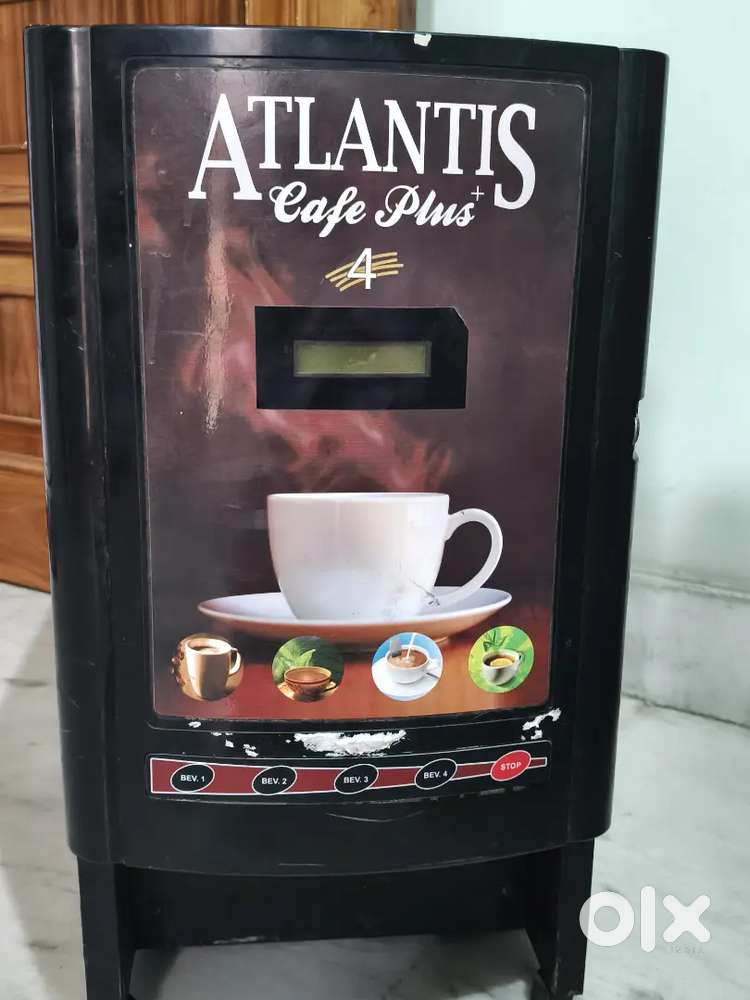 ATLANTIS
Cafe Plus+
4
BEV. 1
BEV. 2
BEV. 3
BEV. 4
STOP
olx